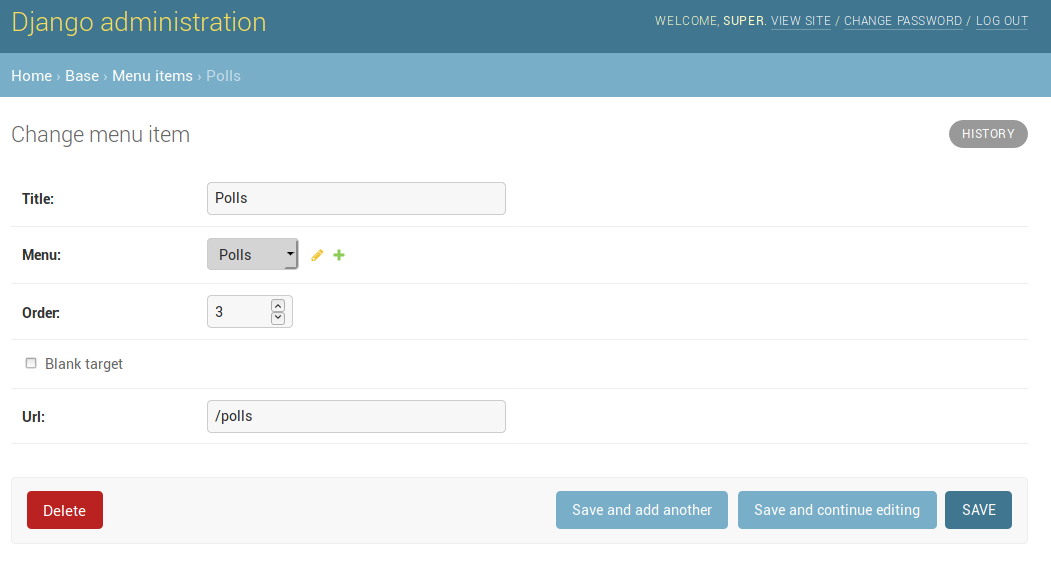 Django administration
WELCOME, SUPER. VIEW SITE / CHANGE PASSWORD / LOG OUT
Home › Base › Menu items › Polls
Change menu item
HISTORY
Title: Polls
Menu: Polls
Order: 3
Blank target
Url: /polls
Delete Save and add another Save and continue editing SAVE